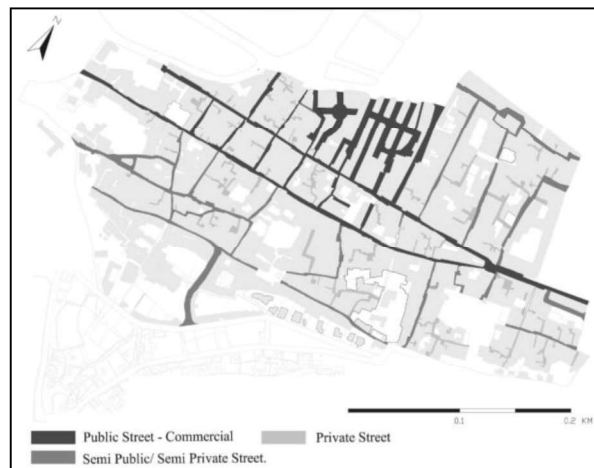 N
0.1
0.2
KM
Public Street - Commercial
Private Street
Semi Public/ Semi Private Street.